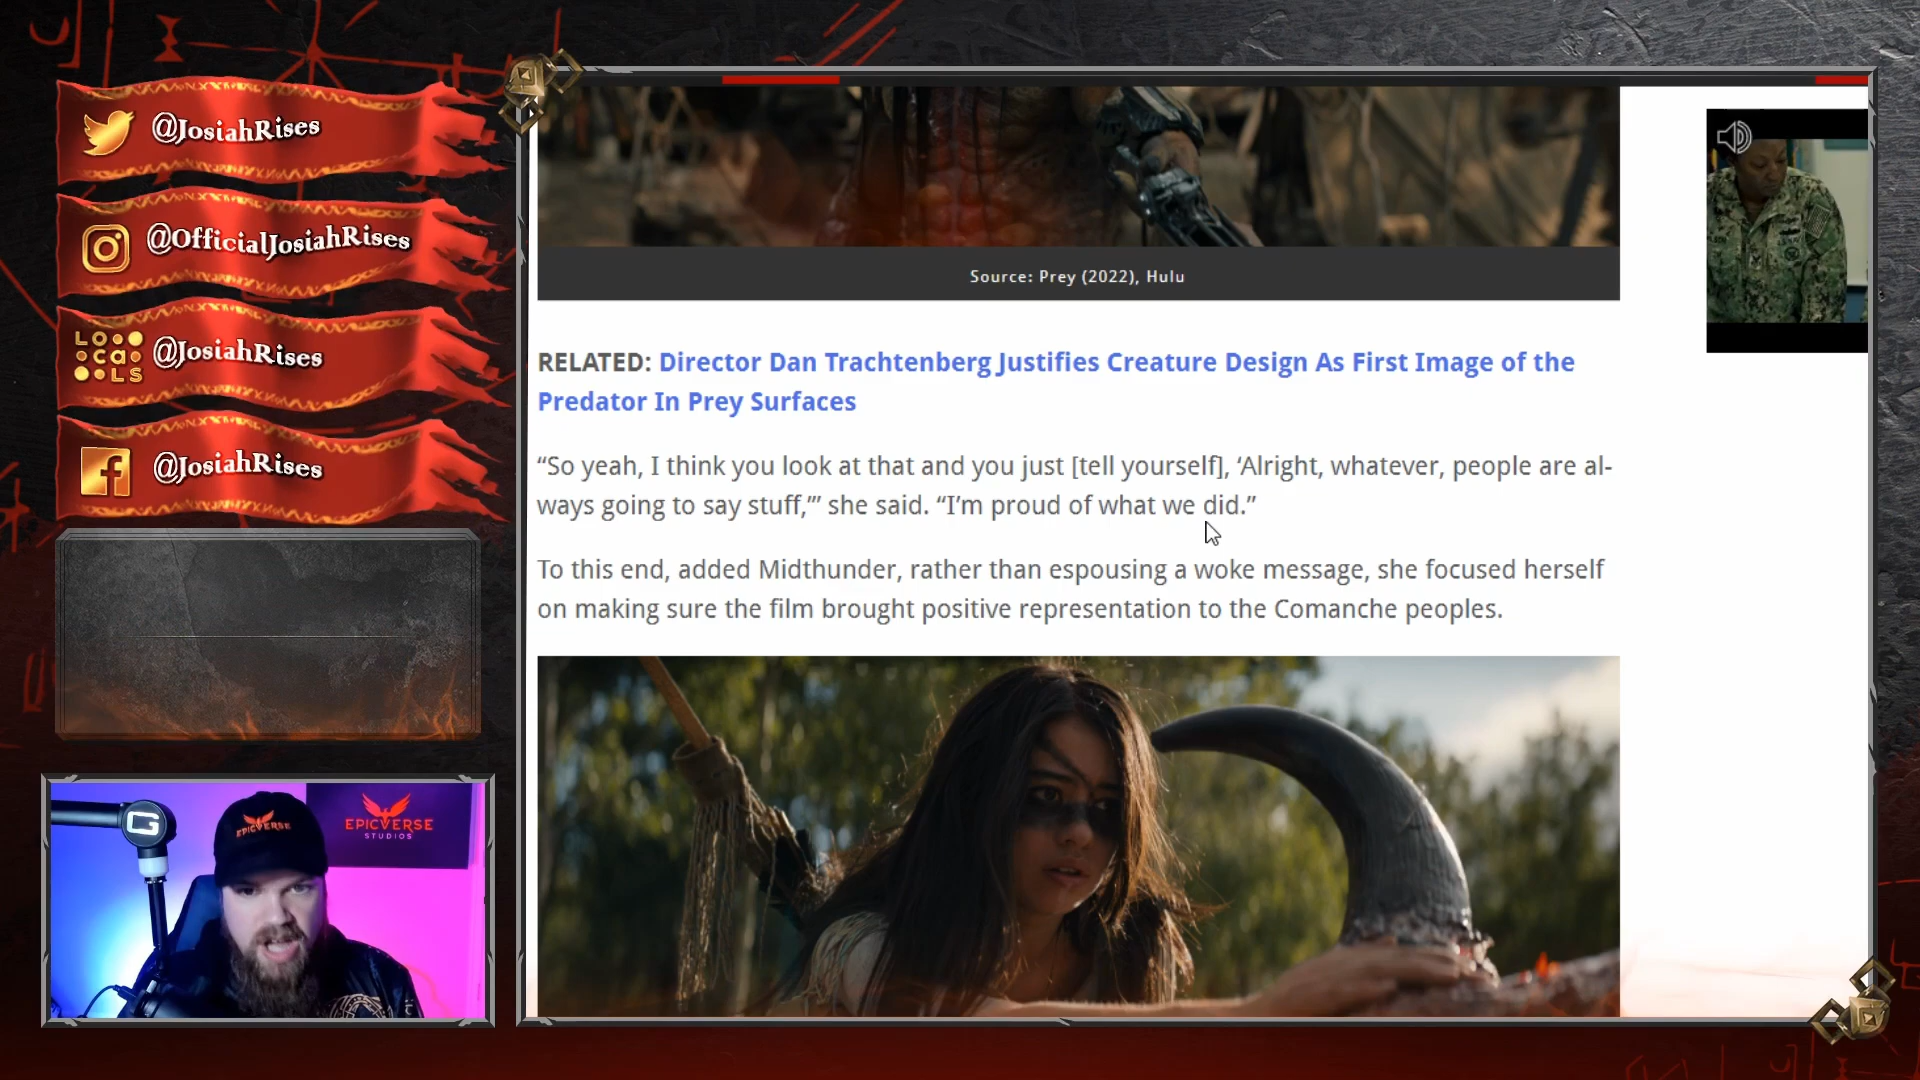 @JosiahRises
@OfficialJosiahRises
LO
ca
LS
@JosiahRises
@JosiahRises
Source: Prey (2022), Hulu
RELATED: Director Dan Trachtenberg Justifies Creature Design As First Image of the
Predator In Prey Surfaces
“So yeah, I think you look at that and you just [tell yourself], ‘Alright, whatever, people are al-
ways going to say stuff,’” she said. “I’m proud of what we did.”
To this end, added Midthunder, rather than espousing a woke message, she focused herself
on making sure the film brought positive representation to the Comanche peoples.
EPICVERSE
EPICVERSE
STUDIOS